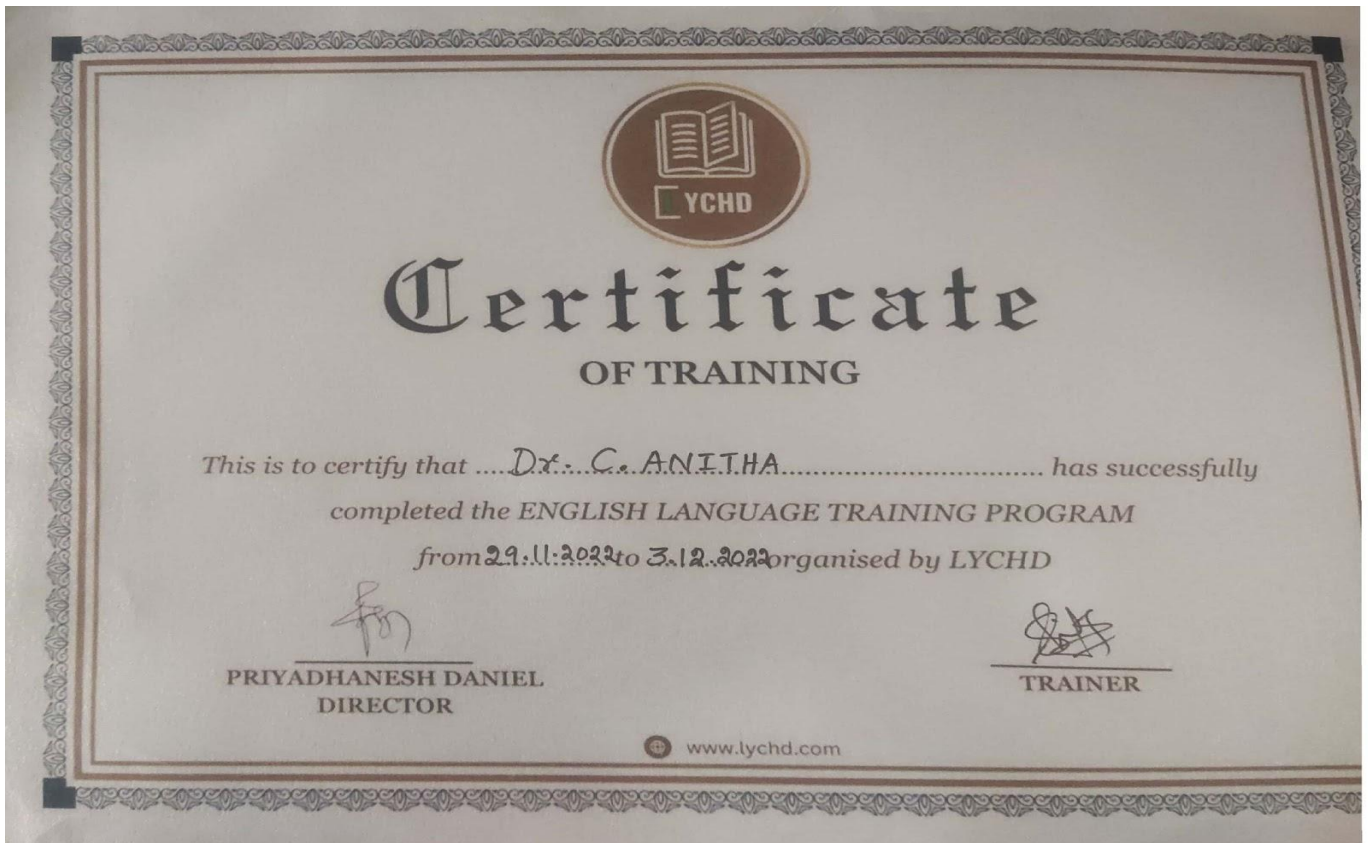 LYCHD
Certificate
OF TRAINING
This is to certify that ....Dr. C. ANITHA.................................... has successfully
completed the ENGLISH LANGUAGE TRAINING PROGRAM
from 29.11.2022 to 3.12.2022 organised by LYCHD
PRIYADHANESH DANIEL
DIRECTOR
TRAINER
www.lychd.com